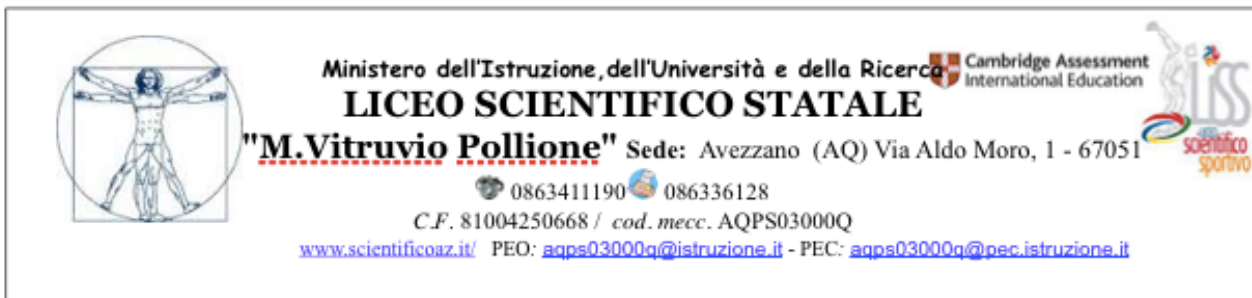 Ministero dell'Istruzione, dell'Università e della Ricerca
Cambridge Assessment
International Education
LICEO SCIENTIFICO STATALE
"M.Vitruvio Pollione" Sede: Avezzano (AQ) Via Aldo Moro, 1 - 67051
LISS
scientifico
sportivo
0863411190 086336128
C.F. 81004250668 / cod. mecc. AQPS03000Q
www.scientificoaz.it/ PEO: aqps03000q@istruzione.it - PEC: aqps03000q@pec.istruzione.it